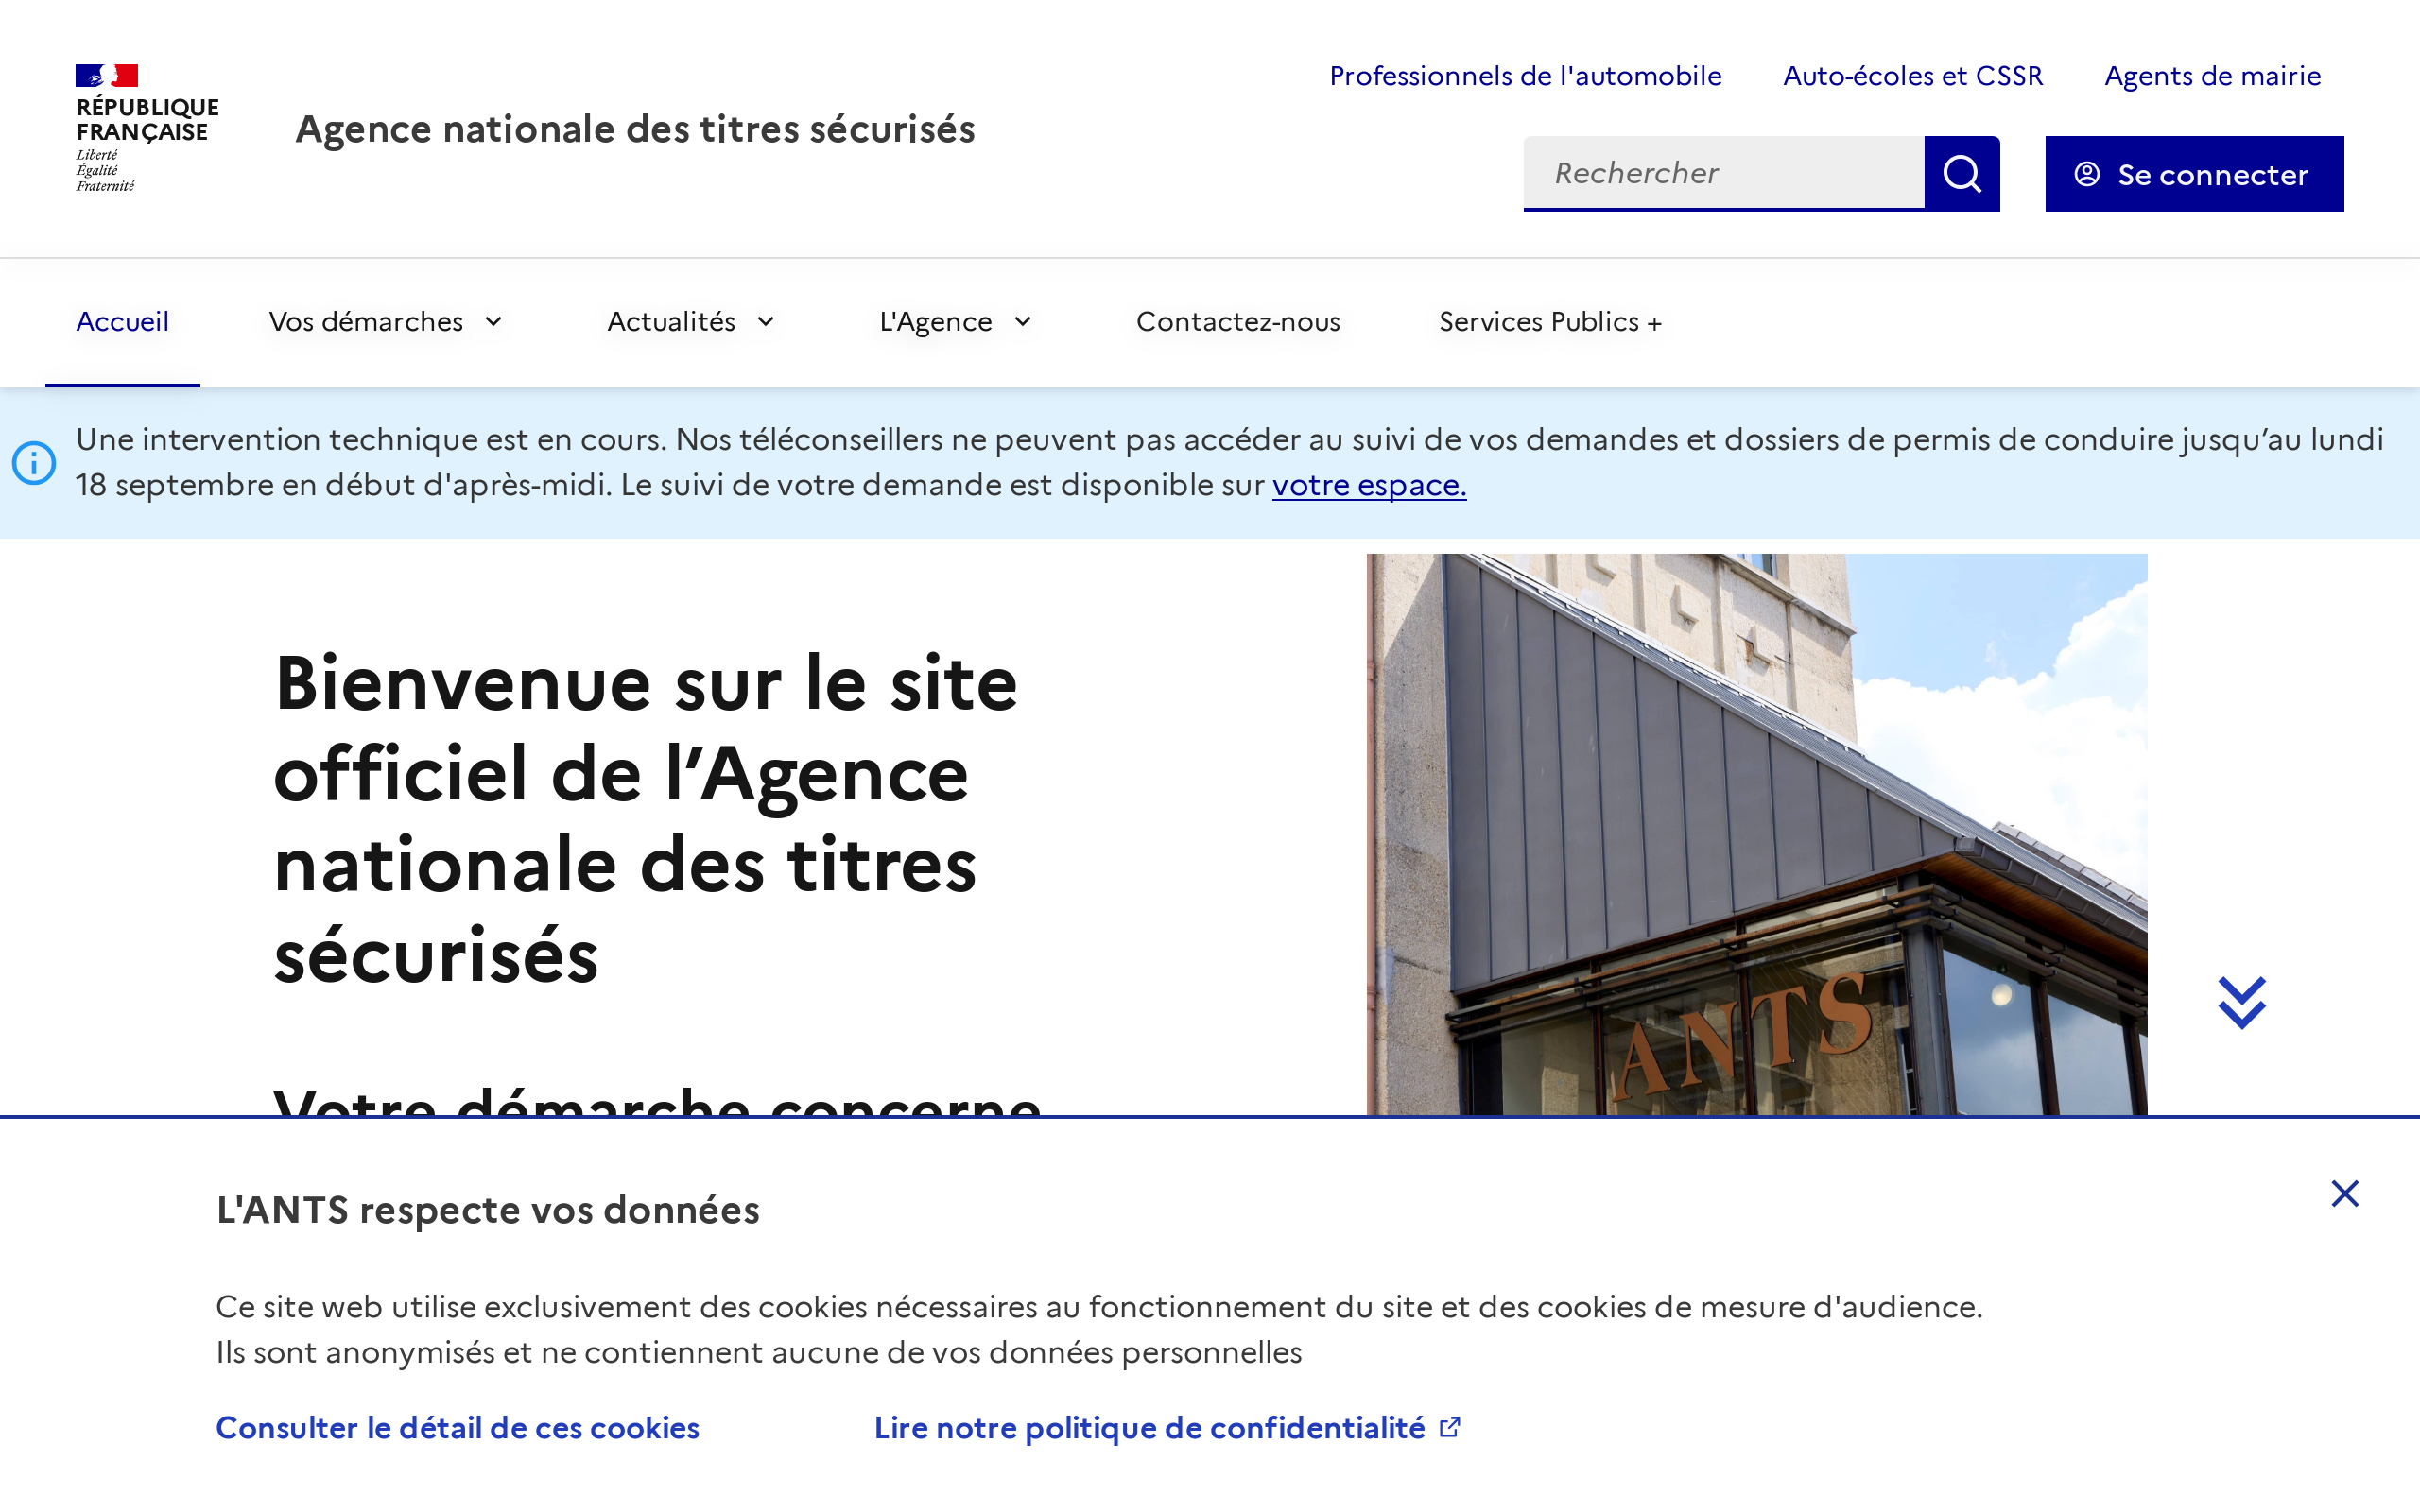 RÉPUBLIQUE
FRANÇAISE
Liberté
Égalité
Fraternité
Agence nationale des titres sécurisés
Professionnels de l'automobile
Auto-écoles et CSSR
Agents de mairie
Rechercher
Se connecter
Accueil
Vos démarches
Actualités
L'Agence
Contactez-nous
Services Publics +
Une intervention technique est en cours. Nos téléconseillers ne peuvent pas accéder au suivi de vos demandes et dossiers de permis de conduire jusqu’au lundi
18 septembre en début d'après-midi. Le suivi de votre demande est disponible sur votre espace.
Bienvenue sur le site
officiel de l’Agence
nationale des titres
sécurisés
Votre démarche concerne
ANTS
L'ANTS respecte vos données
Ce site web utilise exclusivement des cookies nécessaires au fonctionnement du site et des cookies de mesure d'audience.
Ils sont anonymisés et ne contiennent aucune de vos données personnelles
Consulter le détail de ces cookies
Lire notre politique de confidentialité